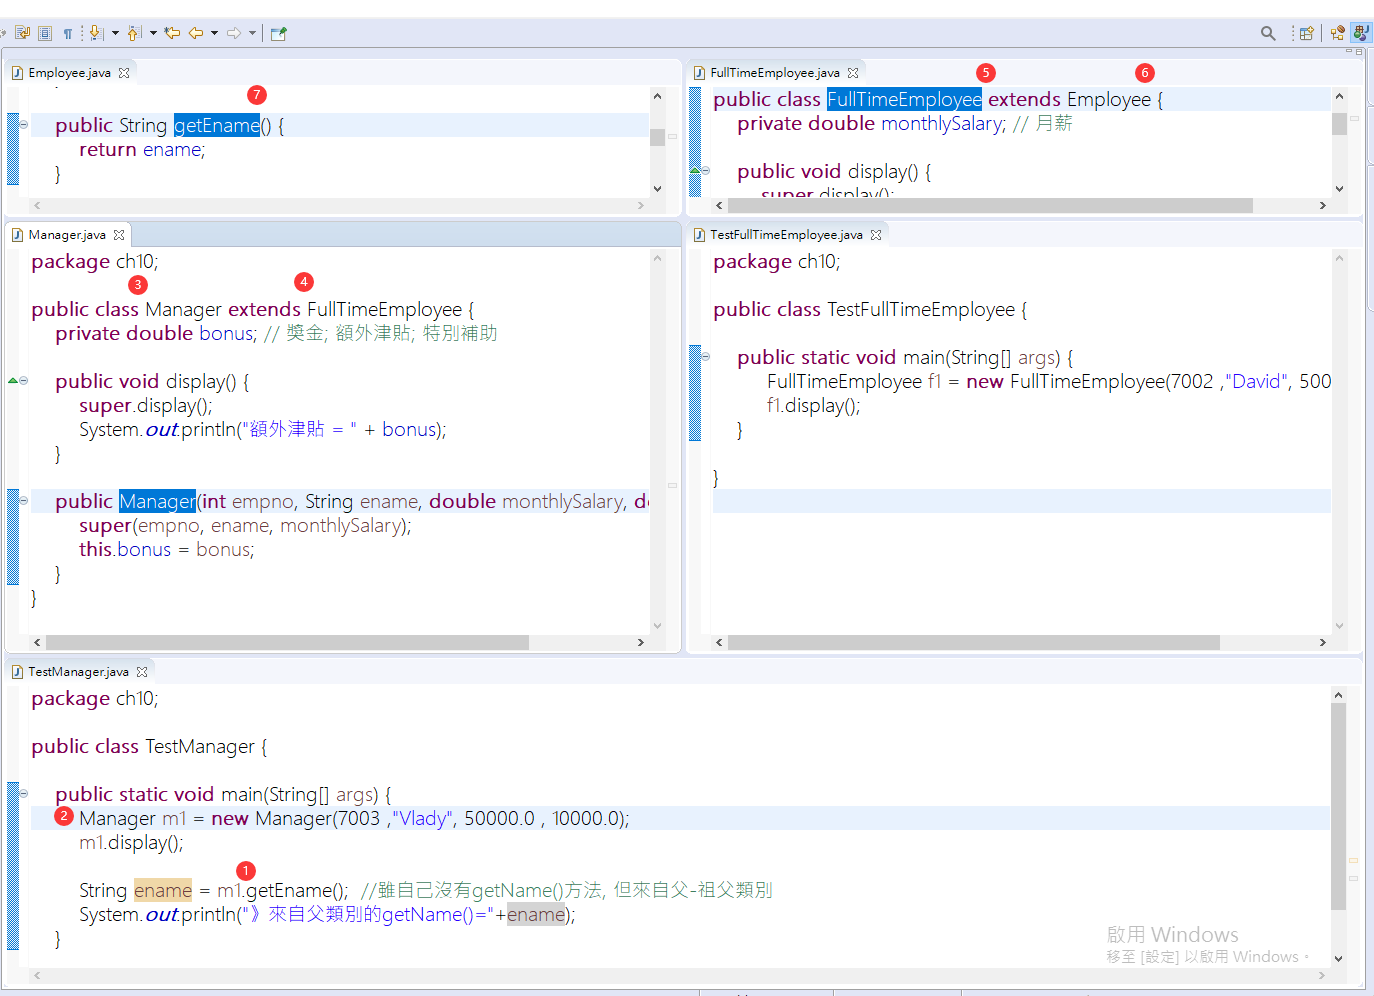 Employee.java
7
}
public String getEname() {
return ename;
}
FullTimeEmployee.java
5
6
public class FullTimeEmployee extends Employee {
private double monthlySalary; // 月薪
public void display() {
super.display();
Manager.java
package ch10;
3
4
public class Manager extends FullTimeEmployee {
private double bonus; // 獎金; 額外津貼; 特別補助
public void display() {
super.display();
System.out.println("額外津貼 = " + bonus);
}
public Manager(int empno, String ename, double monthlySalary, d
super(empno, ename, monthlySalary);
this.bonus = bonus;
}
}
TestFullTimeEmployee.java
package ch10;
public class TestFullTimeEmployee {
public static void main(String[] args) {
FullTimeEmployee f1 = new FullTimeEmployee(7002 ,"David", 500
f1.display();
}
}
TestManager.java
package ch10;
public class TestManager {
public static void main(String[] args) {
2
Manager m1 = new Manager(7003 ,"Vlady", 50000.0 , 10000.0);
m1.display();
1
String ename = m1.getEname(); //雖自己沒有getName()方法, 但來自父-祖父類別
System.out.println("》來自父類別的getName()="+ename);
}
啟用 Windows
移至 [設定] 以啟用 Windows。